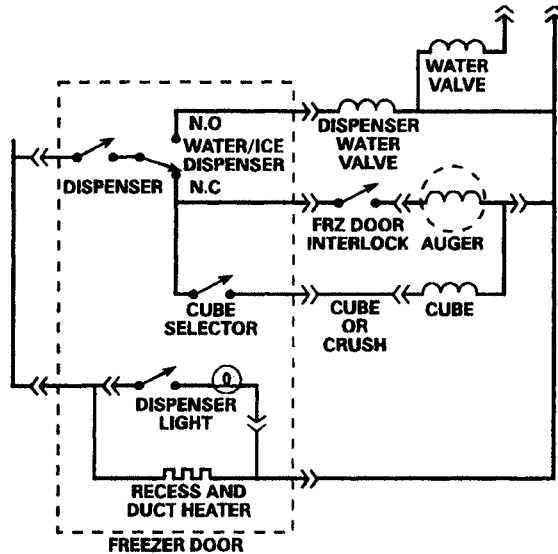 WATER
VALVE
N.O
WATER/ICE
DISPENSER
N.C
DISPENSER
DISPENSER
WATER
VALVE
FRZ DOOR
INTERLOCK
AUGER
CUBE
SELECTOR
CUBE
OR
CRUSH
CUBE
DISPENSER
LIGHT
RECESS AND
DUCT HEATER
FREEZER DOOR